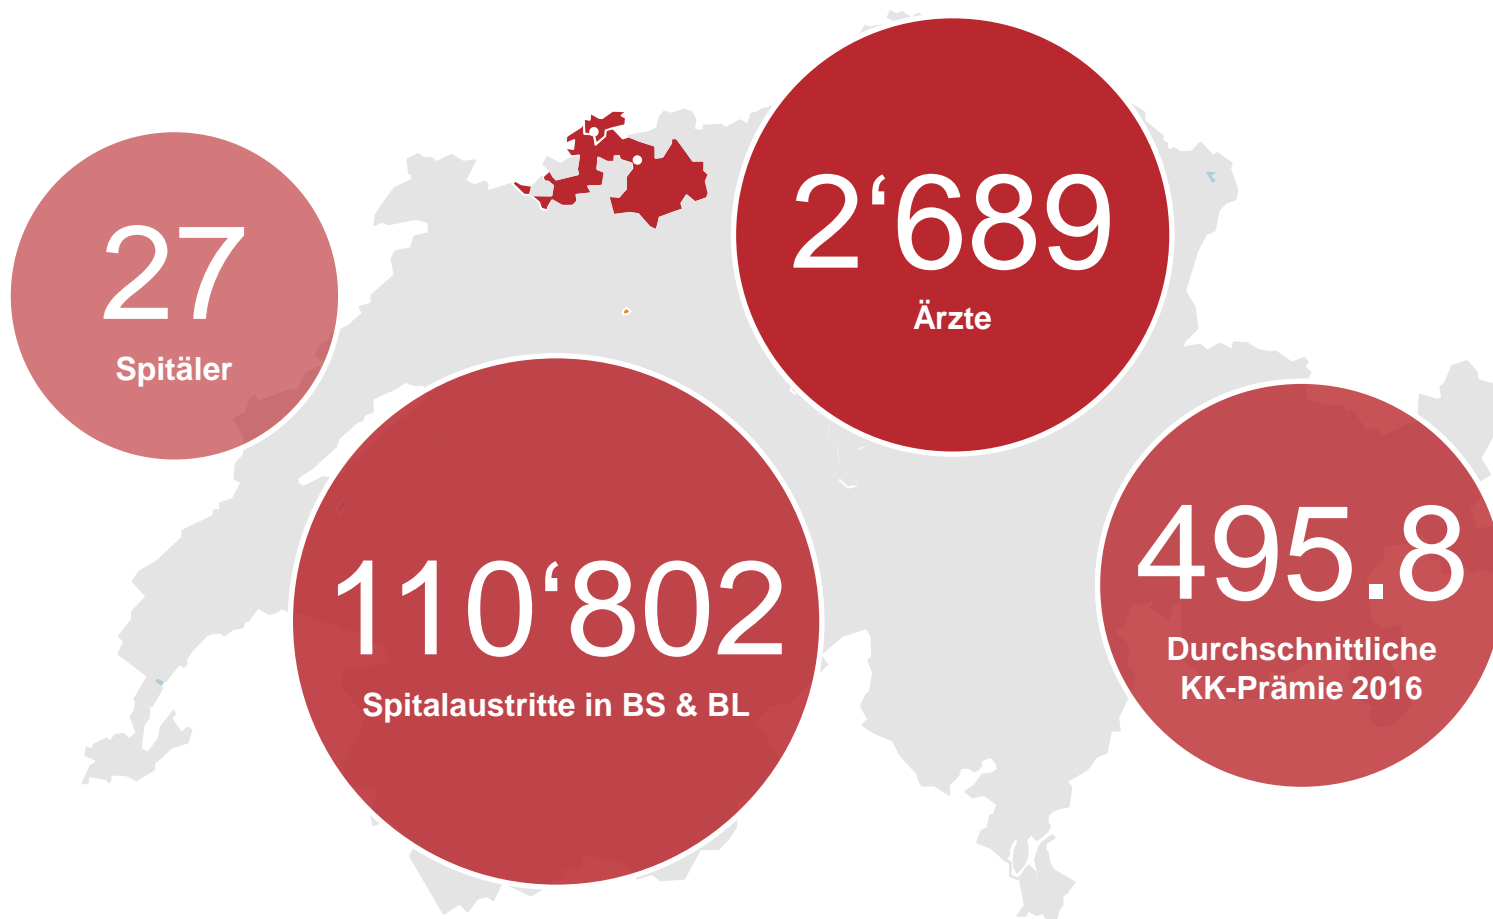 27
Spitäler
2‘689
Ärzte
110‘802
Spitalaustritte in BS & BL
495.8
Durchschnittliche
KK-Prämie 2016